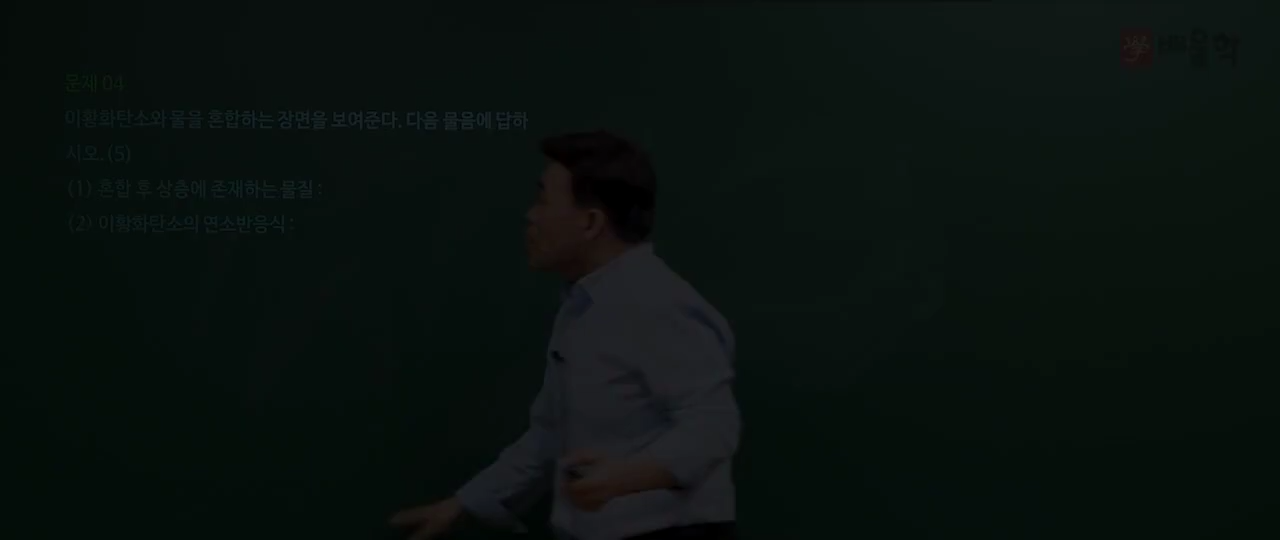 문제 04
이황화탄소와 물을 혼합하는 장면을 보여준다. 다음 물음에 답하
시오. (5)
(1) 혼합 후 상층에 존재하는 물질 :
(2) 이황화탄소의 연소반응식 :